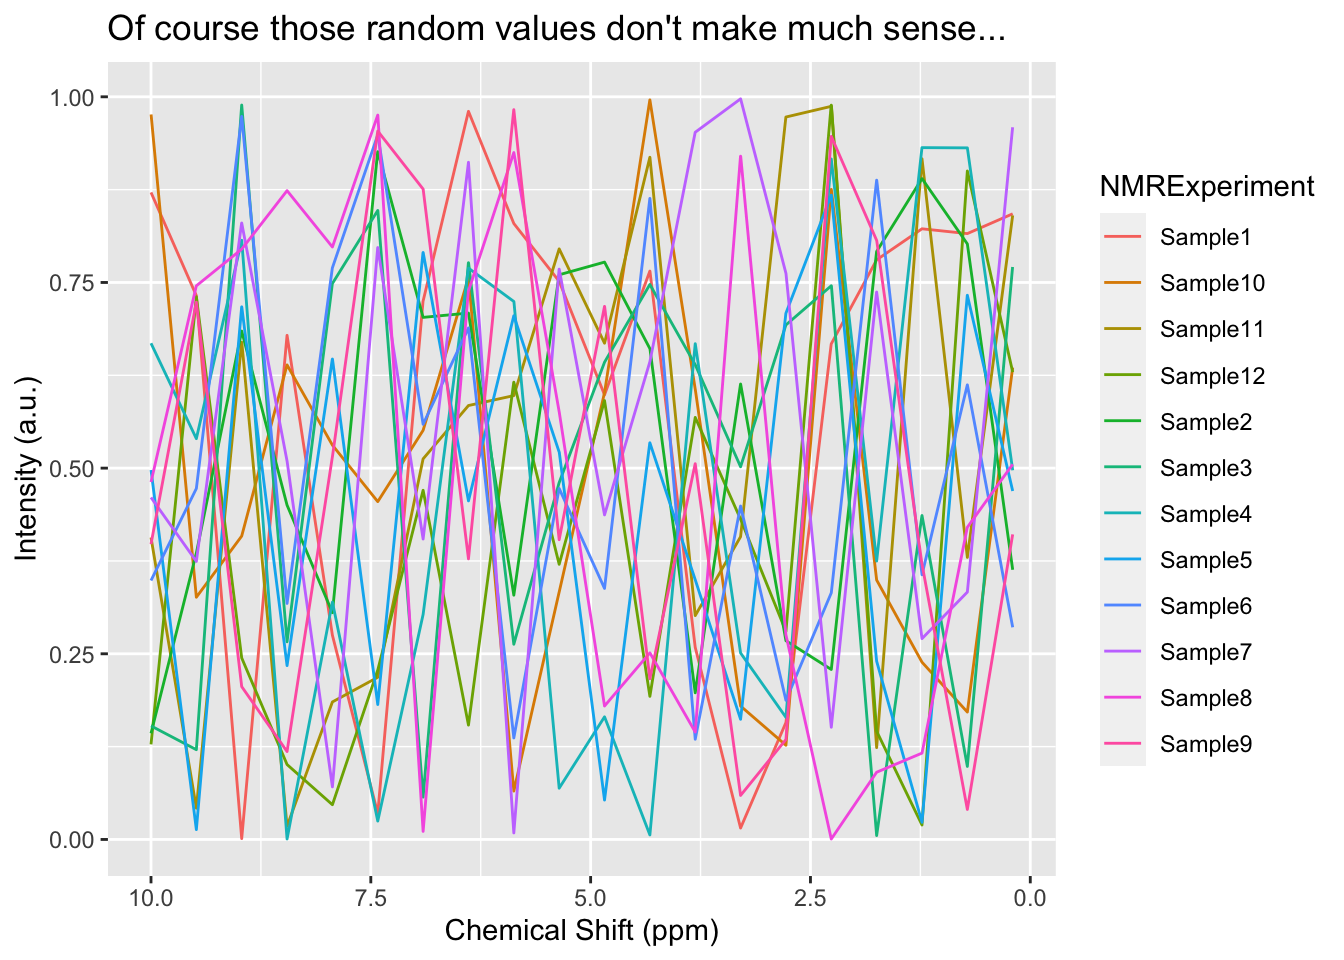 Of course those random values don't make much sense...
1.00
0.75
0.50
0.25
0.00
Intensity (a.u.)
10.0 7.5 5.0 2.5 0.0
Chemical Shift (ppm)
NMRExperiment
Sample1
Sample10
Sample11
Sample12
Sample2
Sample3
Sample4
Sample5
Sample6
Sample7
Sample8
Sample9